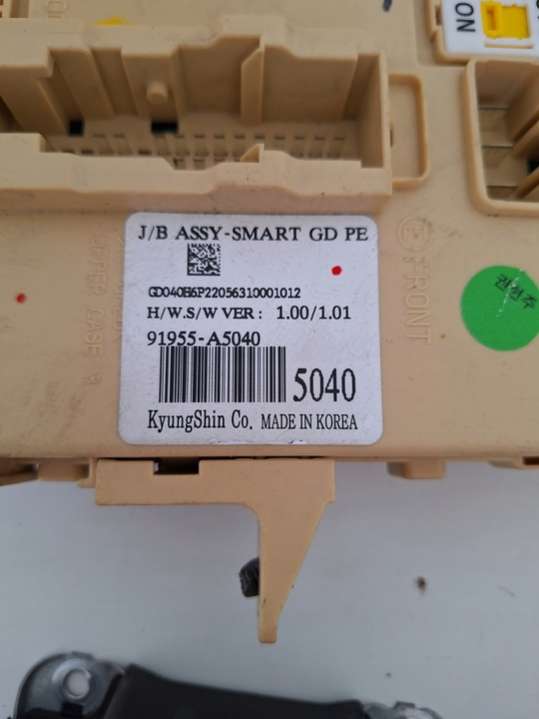 ON
J/B ASSY-SMART GD PE
GD040H6P22056310001012
H/W.S/W VER: 1.00/1.01
91955-A5040
5040
KyungShin Co. MADE IN KOREA
FRONT
UPPER CASE